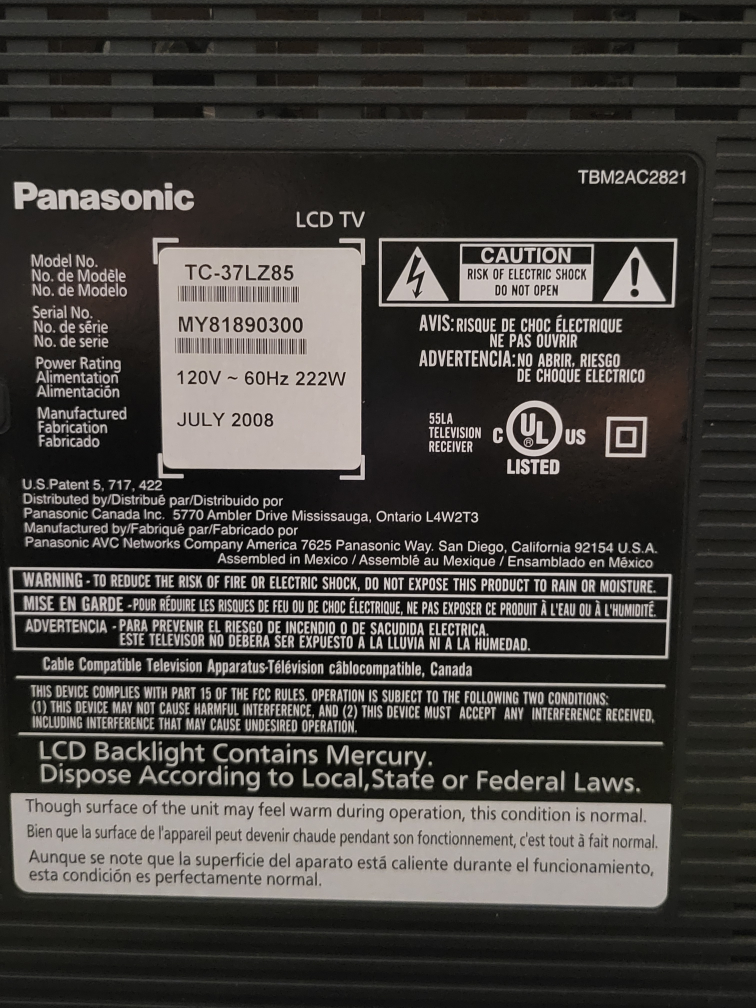 TBM2AC2821
Panasonic
LCD TV
Model No.
No. de Modèle
No. de Modelo
TC-37LZ85
Serial No.
No. de série
No. de serie
MY81890300
Power Rating
Alimentation
Alimentación
120V ~ 60Hz 222W
Manufactured
Fabrication
Fabricado
JULY 2008
CAUTION
RISK OF ELECTRIC SHOCK
DO NOT OPEN
AVIS: RISQUE DE CHOC ÉLECTRIQUE
NE PAS OUVRIR
ADVERTENCIA: NO ABRIR, RIESGO
DE CHOQUE ELECTRICO
55LA
TELEVISION
RECEIVER
C UL ® US
LISTED
U.S.Patent 5, 717, 422
Distributed by/Distribué par/Distribuido por
Panasonic Canada Inc. 5770 Ambler Drive Mississauga, Ontario L4W2T3
Manufactured by/Fabriqué par/Fabricado por
Panasonic AVC Networks Company America 7625 Panasonic Way. San Diego, California 92154 U.S.A.
Assembled in Mexico / Assemblé au Mexique / Ensamblado en México
WARNING - TO REDUCE THE RISK OF FIRE OR ELECTRIC SHOCK, DO NOT EXPOSE THIS PRODUCT TO RAIN OR MOISTURE.
MISE EN GARDE -POUR RÉDUIRE LES RISQUES DE FEU OU DE CHOC ÉLECTRIQUE, NE PAS EXPOSER CE PRODUIT À L'EAU OU À L'HUMIDITÉ.
ADVERTENCIA - PARA PREVENIR EL RIESGO DE INCENDIO O DE SACUDIDA ELECTRICA.
ESTE TELEVISOR NO DEBERA SER EXPUESTO A LA LLUVIA NI A LA HUMEDAD.
Cable Compatible Television Apparatus-Télévision câblocompatible, Canada
THIS DEVICE COMPLIES WITH PART 15 OF THE FCC RULES. OPERATION IS SUBJECT TO THE FOLLOWING TWO CONDITIONS:
(1) THIS DEVICE MAY NOT CAUSE HARMFUL INTERFERENCE, AND (2) THIS DEVICE MUST ACCEPT ANY INTERFERENCE RECEIVED,
INCLUDING INTERFERENCE THAT MAY CAUSE UNDESIRED OPERATION.
LCD Backlight Contains Mercury.
Dispose According to Local,State or Federal Laws.
Though surface of the unit may feel warm during operation, this condition is normal.
Bien que la surface de l'appareil peut devenir chaude pendant son fonctionnement, c'est tout à fait normal.
Aunque se note que la superficie del aparato está caliente durante el funcionamiento,
esta condición es perfectamente normal.